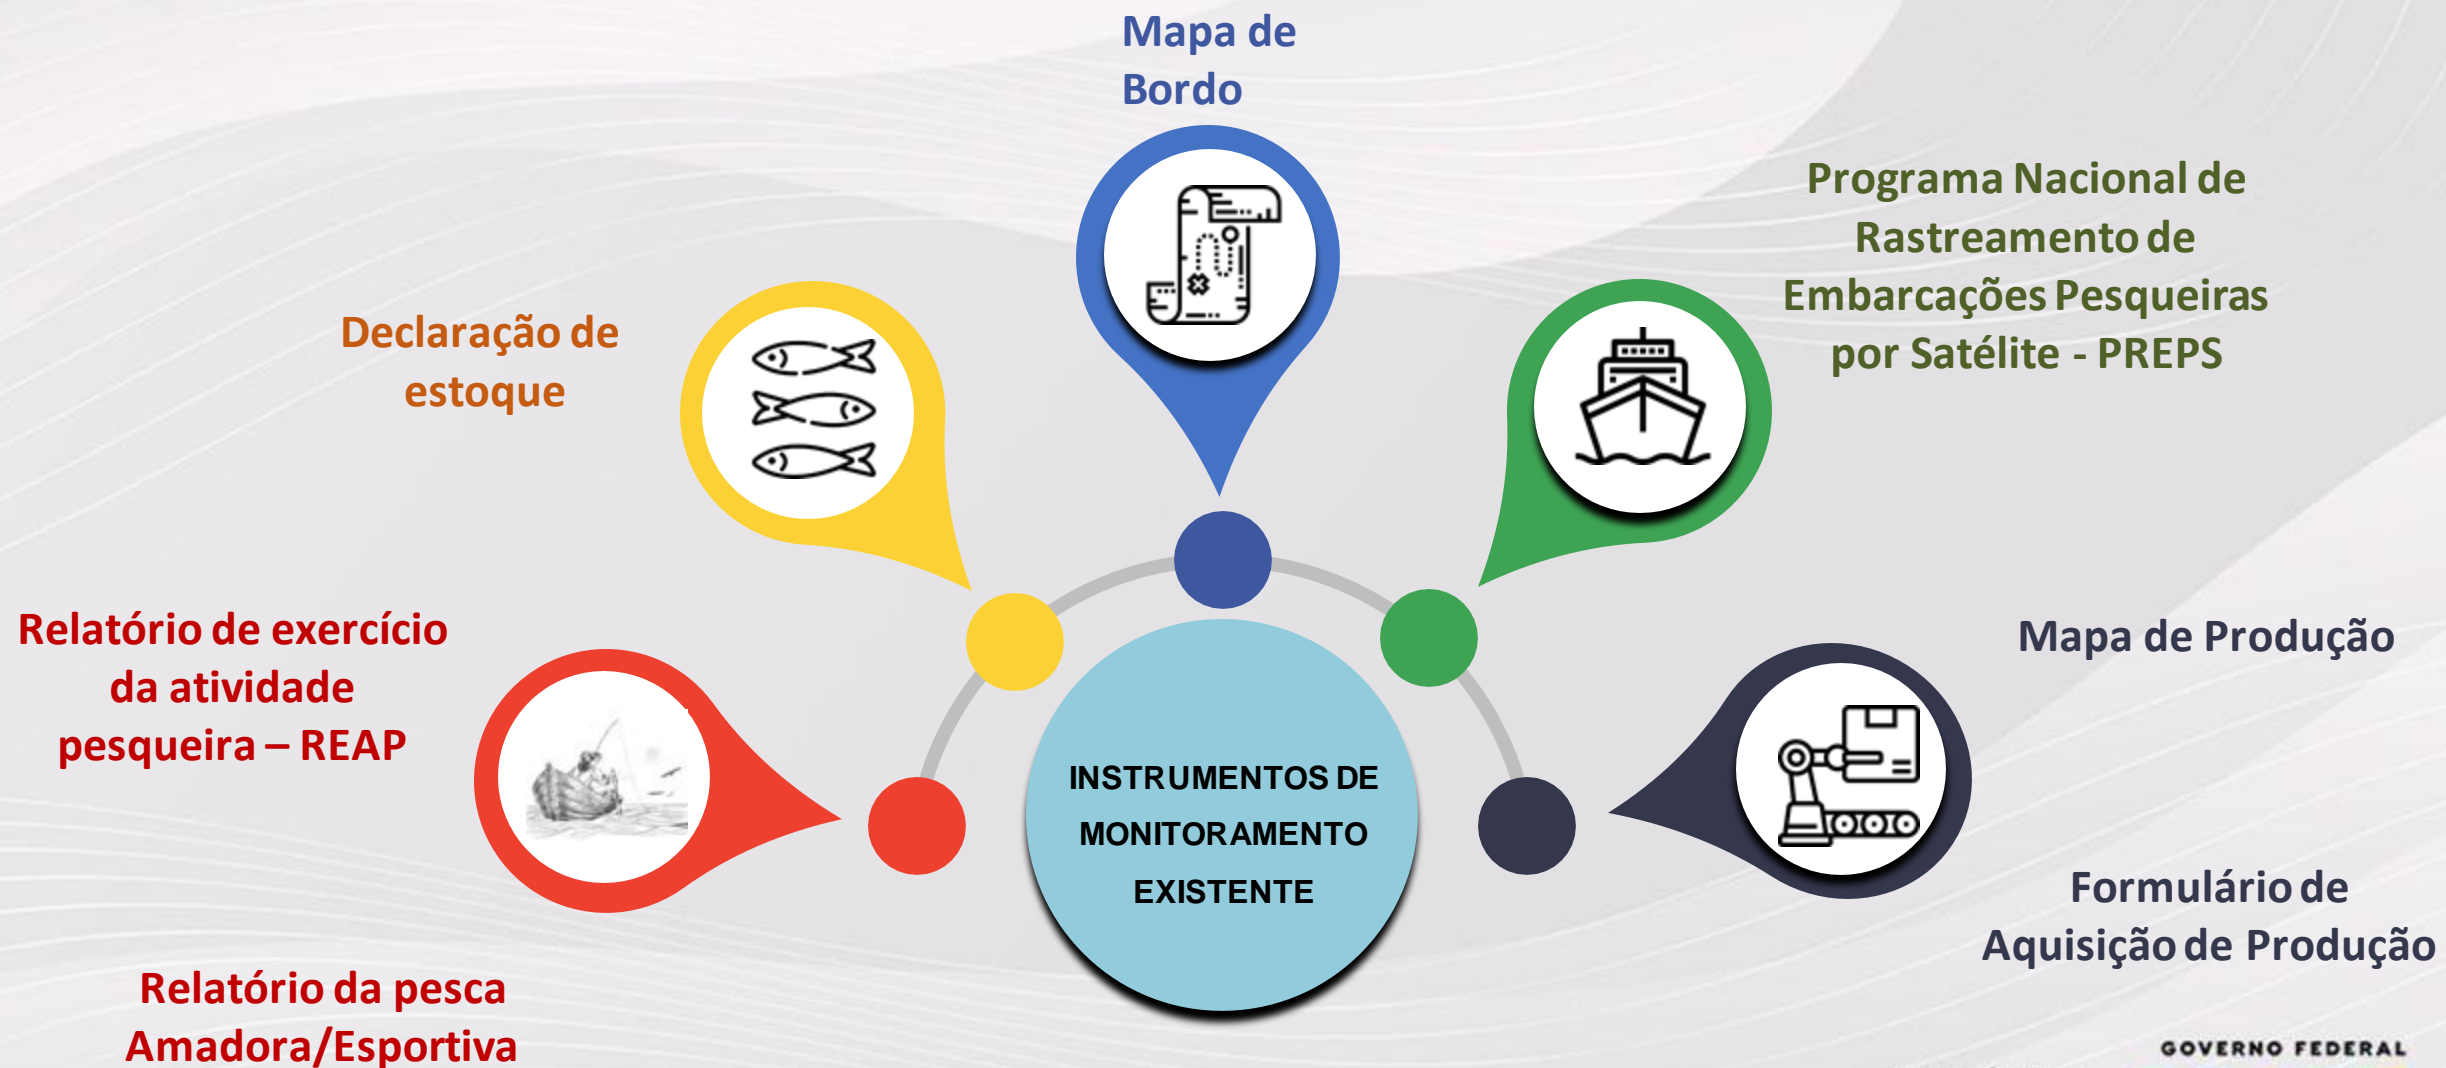 Mapa de
Bordo
Programa Nacional de
Rastreamento de
Embarcações Pesqueiras
por Satélite - PREPS
Declaração de
estoque
Relatório de exercício
da atividade
pesqueira – REAP
Mapa de Produção
INSTRUMENTOS DE
MONITORAMENTO
EXISTENTE
Formulário de
Aquisição de Produção
Relatório da pesca
Amadora/Esportiva
GOVERNO FEDERAL